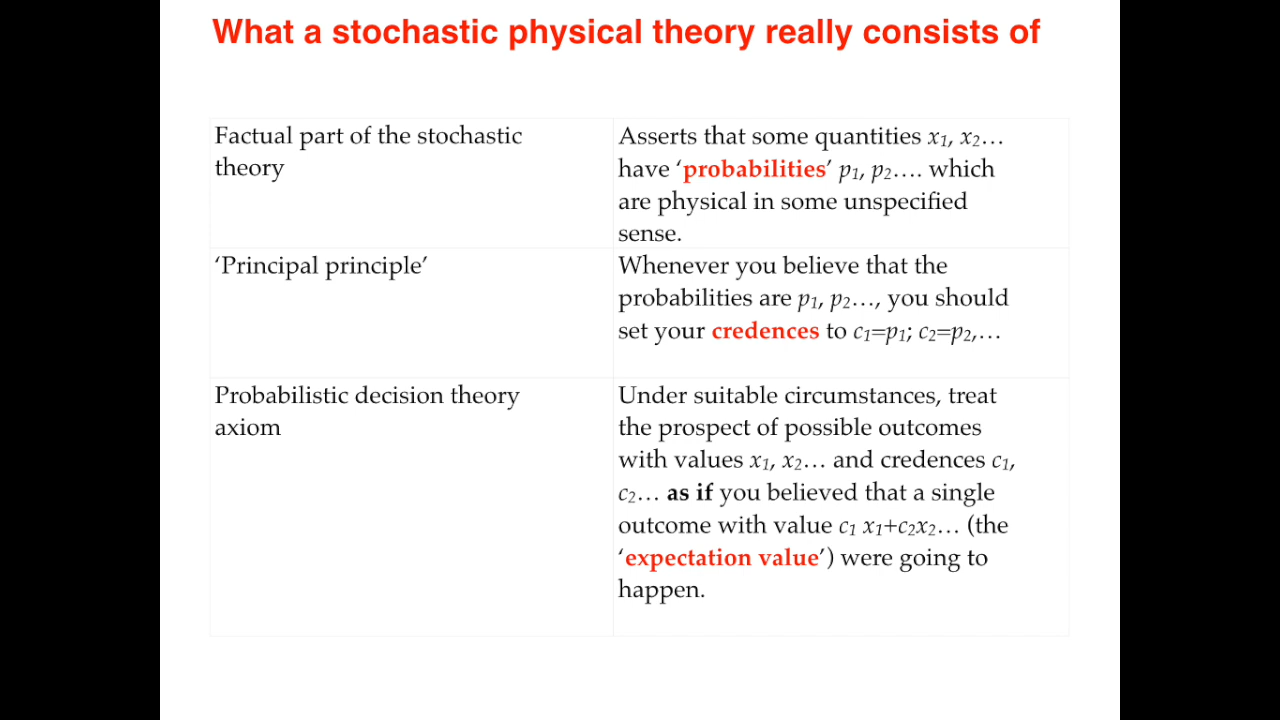 What a stochastic physical theory really consists of
Factual part of the stochastic
theory
Asserts that some quantities x1, x2…
have ‘probabilities’ p1, p2…. which
are physical in some unspecified
sense.
‘Principal principle’
Whenever you believe that the
probabilities are p1, p2…, you should
set your credences to c1=p1; c2=p2,…
Probabilistic decision theory
axiom
Under suitable circumstances, treat
the prospect of possible outcomes
with values x1, x2… and credences c1,
c2… as if you believed that a single
outcome with value c1 x1+c2x2… (the
‘expectation value’) were going to
happen.